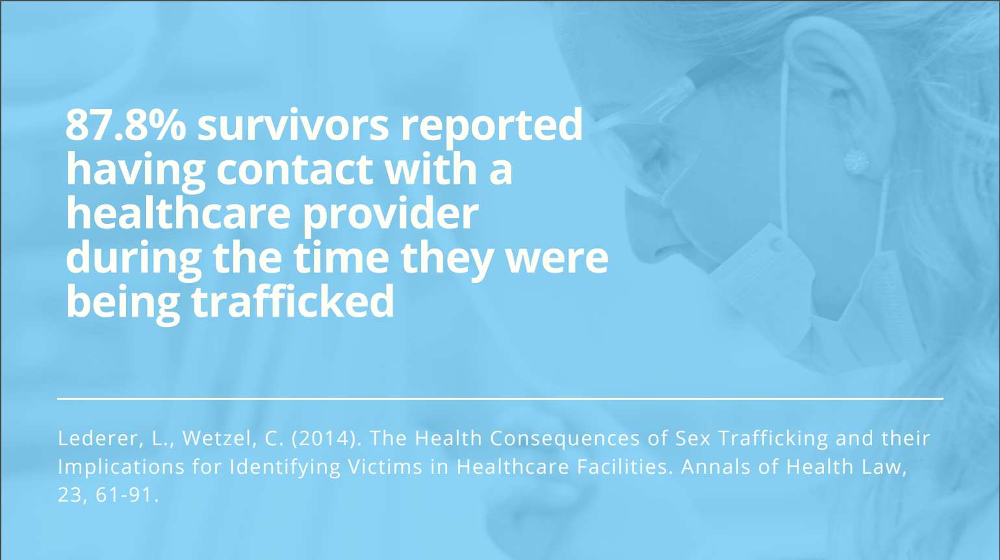 87.8% survivors reported
having contact with a
healthcare provider
during the time they were
being trafficked
Lederer, L., Wetzel, C. (2014). The Health Consequences of Sex Trafficking and their
Implications for Identifying Victims in Healthcare Facilities. Annals of Health Law,
23, 61-91.